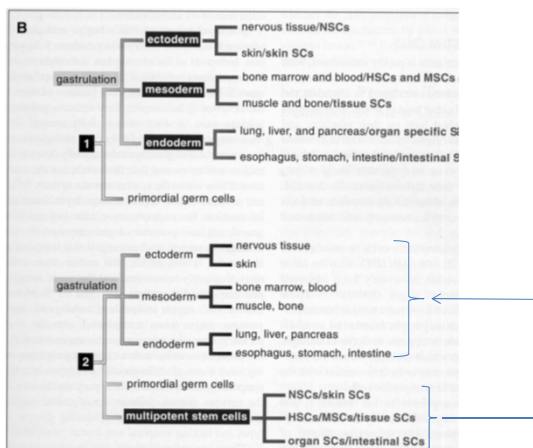 B
nervous tissue/NSCs
ectoderm
skin/skin SCs
gastrulation
bone marrow and blood/HSCs and MSCs
mesoderm
muscle and bone/tissue SCs
lung, liver, and pancreas/organ specific
endoderm
1
esophagus, stomach, intestine/intestinal
primordial germ cells
nervous tissue
ectoderm
skin
gastrulation
bone marrow, blood
mesoderm
muscle, bone
lung, liver, pancreas
endoderm
esophagus, stomach, intestine
2
primordial germ cells
NSCs/skin SCs
multipotent stem cells
HSCs/MSCs/tissue SCs
organ SCs/intestinal SCs